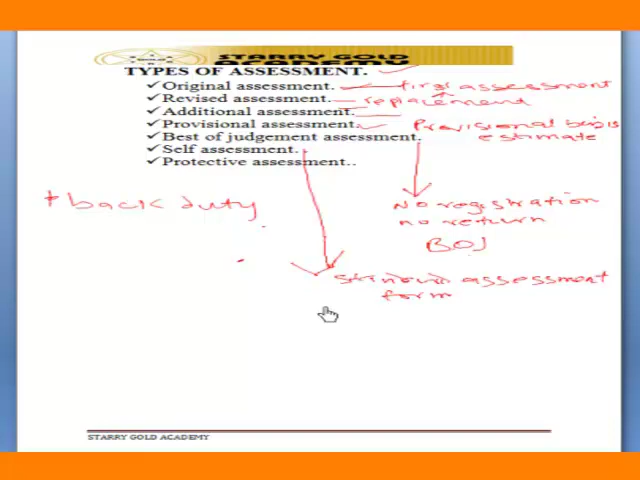 STARRY GOLD
ACADEMY
TYPES OF ASSESSMENT.
✓Original assessment. first assessment
✓Revised assessment. replacement
✓Additional assessment.
✓Provisional assessment. Provisional basis
✓Best of judgement assessment. estimate
✓Self assessment.
✓Protective assessment..
+ back duty
No registration
no return
BOJ
assessment
form
STARRY GOLD ACADEMY